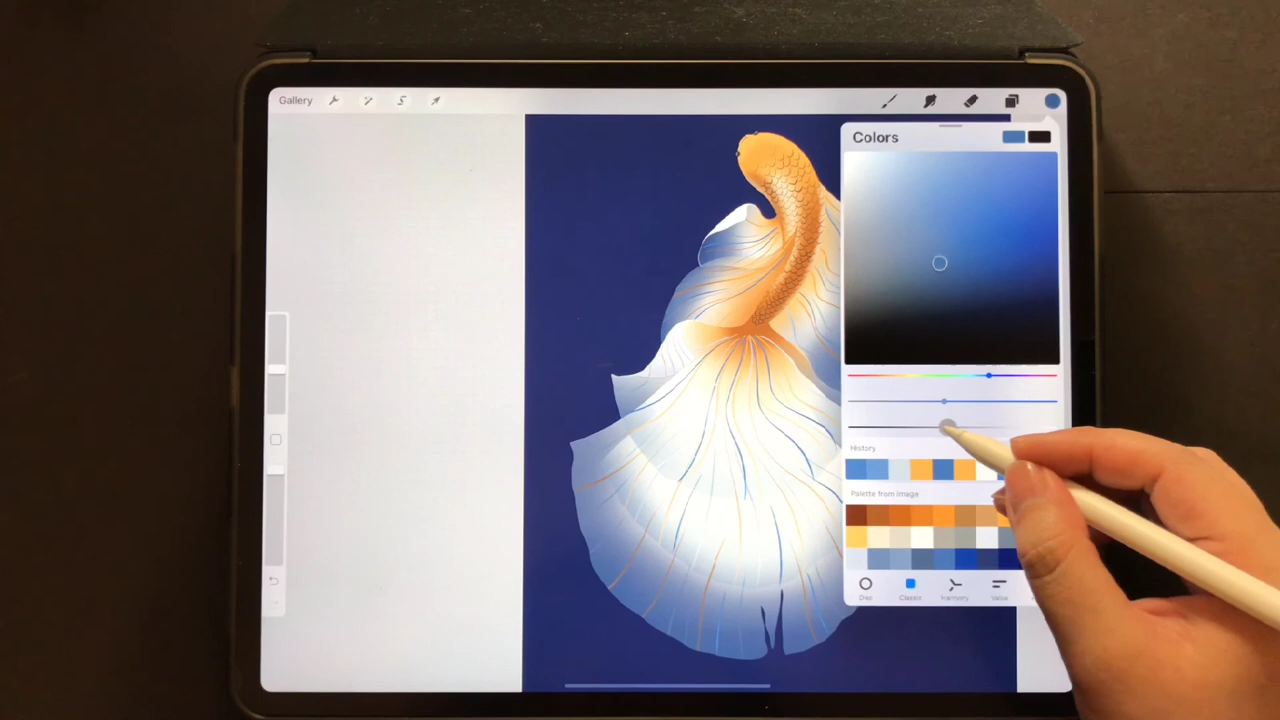 Gallery
Colors
History
Palette from Image
Disc
Classic
Harmony
Value